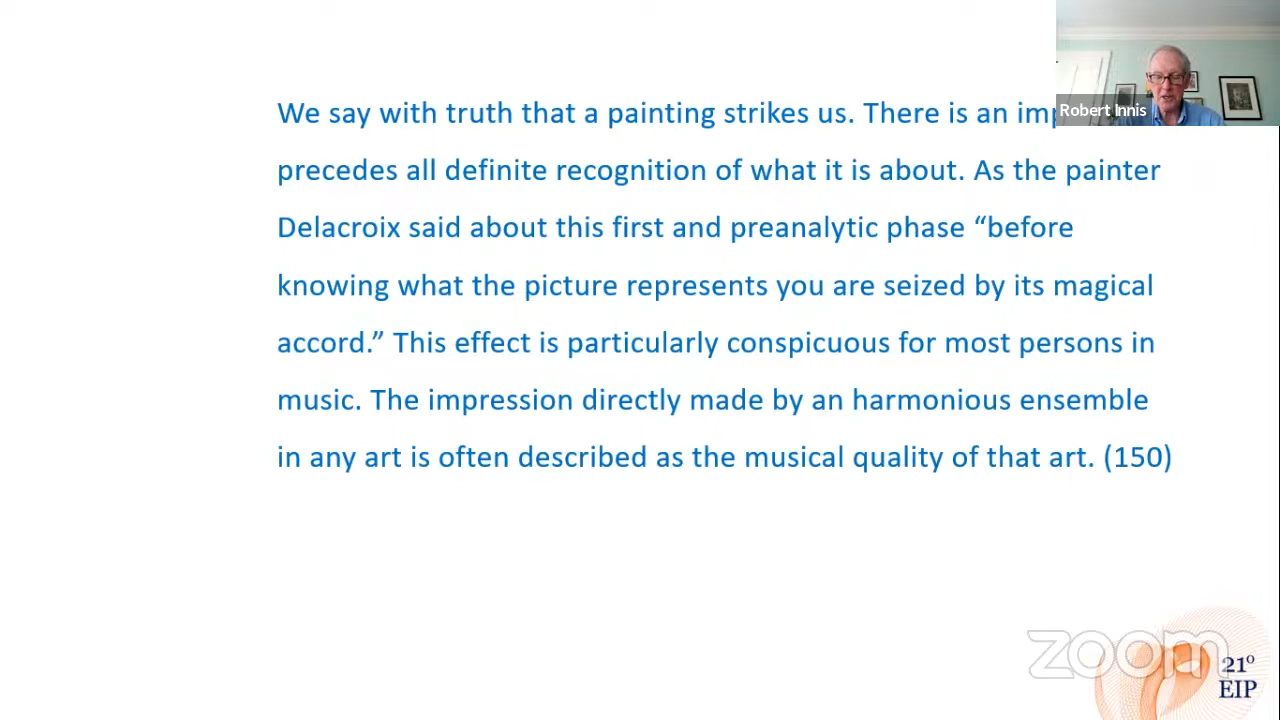 We say with truth that a painting strikes us. There is an
Robert Innis
precedes all definite recognition of what it is about. As the painter
Delacroix said about this first and preanalytic phase “before
knowing what the picture represents you are seized by its magical
accord.” This effect is particularly conspicuous for most persons in
music. The impression directly made by an harmonious ensemble
in any art is often described as the musical quality of that art. (150)
zoom
21º
EIP